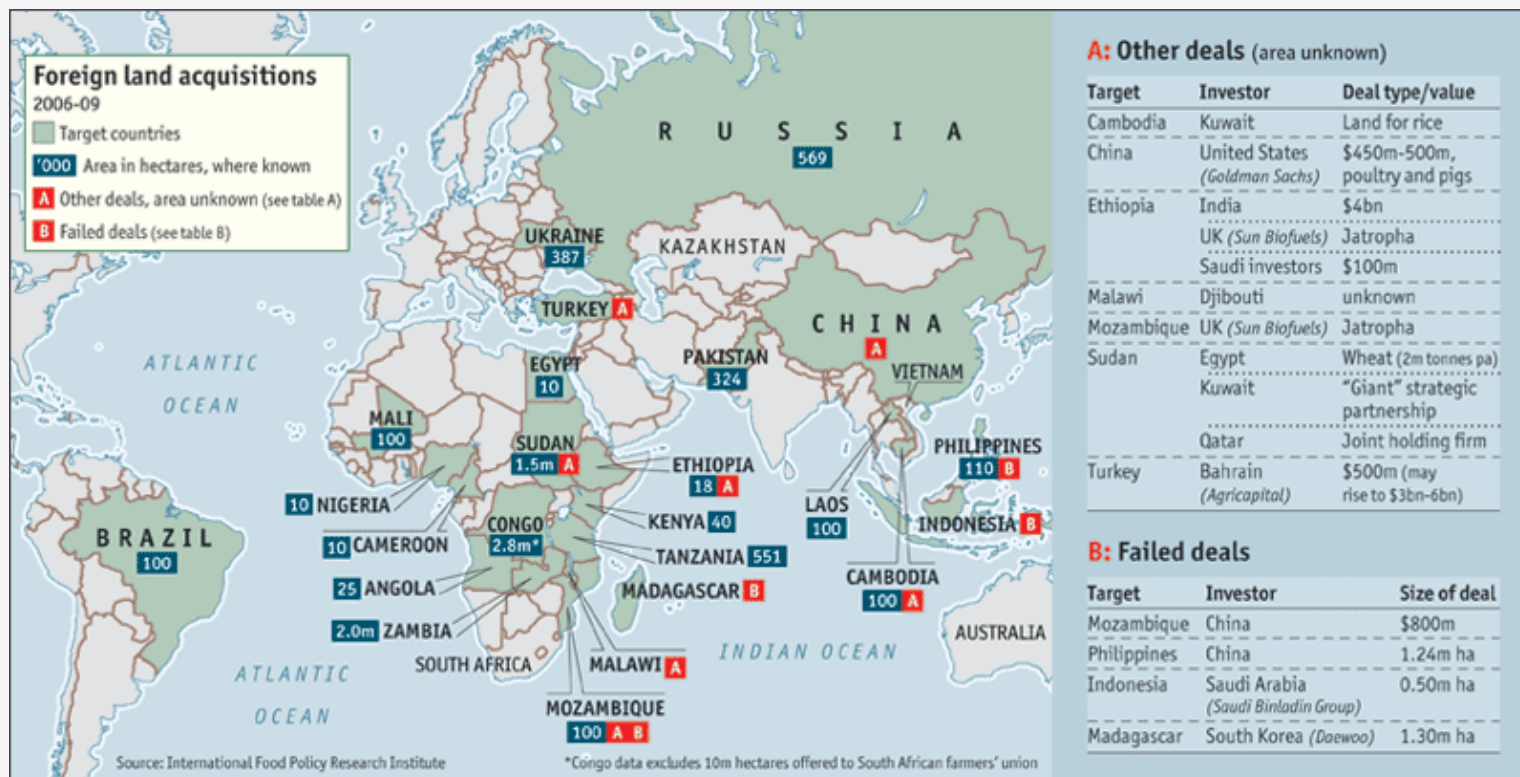 Foreign land acquisitions
2006-09
Target countries
'000 Area in hectares, where known
A Other deals, area unknown (see table A)
B Failed deals (see table B)
R U S S I A
569
UKRAINE
387
KAZAKHSTAN
TURKEY A
C H I N A
A
ATLANTIC
OCEAN
EGYPT
10
PAKISTAN
324
VIETNAM
MALI
100
SUDAN
1.5m A
ETHIOPIA
18 A
PHILIPPINES
110 B
10 NIGERIA
KENYA 40
LAOS
100
INDONESIA B
BRAZIL
100
10 CAMEROON
CONGO
2.8m*
TANZANIA 551
25 ANGOLA
MADAGASCAR B
CAMBODIA
100 A
2.0m ZAMBIA
AUSTRALIA
SOUTH AFRICA
MALAWI A
INDIAN OCEAN
ATLANTIC
OCEAN
MOZAMBIQUE
100 A B
Source: International Food Policy Research Institute
*Congo data excludes 10m hectares offered to South African farmers' union
A: Other deals (area unknown)
Target Investor Deal type/value
Cambodia Kuwait Land for rice
China United States $450m-500m,
(Goldman Sachs) poultry and pigs
Ethiopia India $4bn
UK (Sun Biofuels) Jatropha
Saudi investors $100m
Malawi Djibouti unknown
Mozambique UK (Sun Biofuels) Jatropha
Sudan Egypt Wheat (2m tonnes pa)
Kuwait "Giant" strategic
partnership
Qatar Joint holding firm
Turkey Bahrain $500m (may
(Agricapital) rise to $3bn-6bn)
B: Failed deals
Target Investor Size of deal
Mozambique China $800m
Philippines China 1.24m ha
Indonesia Saudi Arabia 0.50m ha
(Saudi Binladin Group)
Madagascar South Korea (Daewoo) 1.30m ha